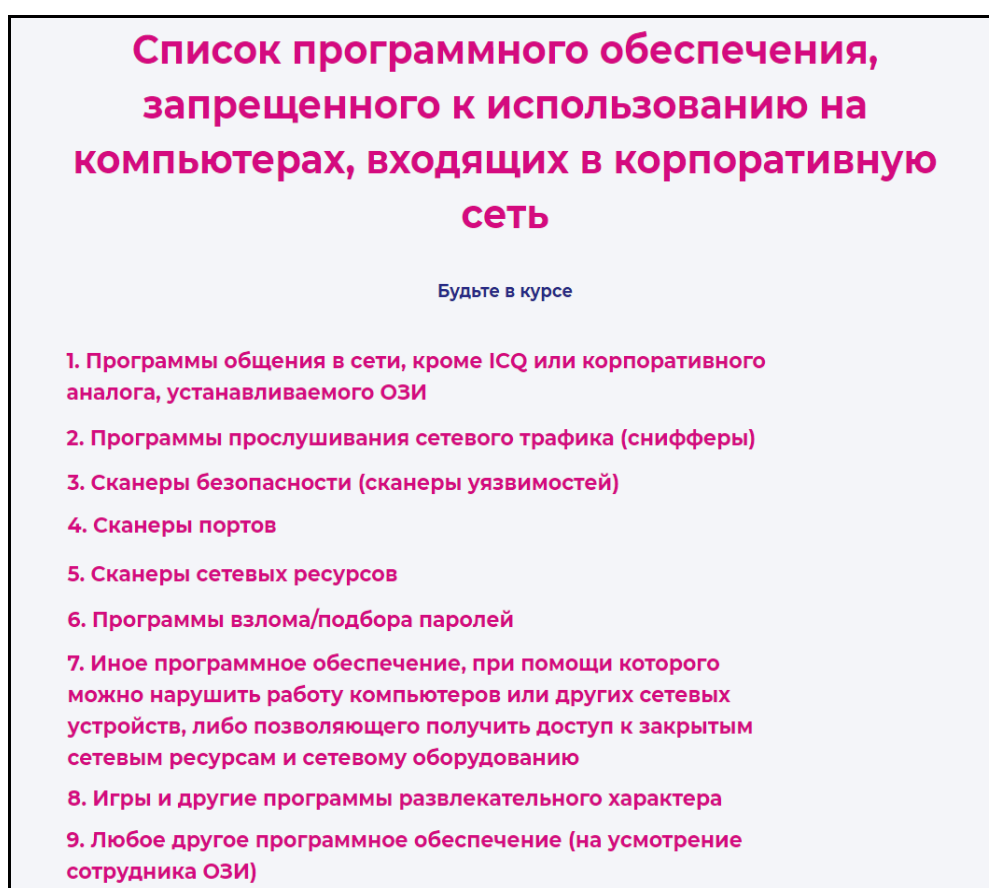 Список программного обеспечения,
запрещенного к использованию на
компьютерах, входящих в корпоративную
сеть
Будьте в курсе
1. Программы общения в сети, кроме ICQ или корпоративного
аналога, устанавливаемого ОЗИ
2. Программы прослушивания сетевого трафика (снифферы)
3. Сканеры безопасности (сканеры уязвимостей)
4. Сканеры портов
5. Сканеры сетевых ресурсов
6. Программы взлома/подбора паролей
7. Иное программное обеспечение, при помощи которого
можно нарушить работу компьютеров или других сетевых
устройств, либо позволяющего получить доступ к закрытым
сетевым ресурсам и сетевому оборудованию
8. Игры и другие программы развлекательного характера
9. Любое другое программное обеспечение (на усмотрение
сотрудника ОЗИ)